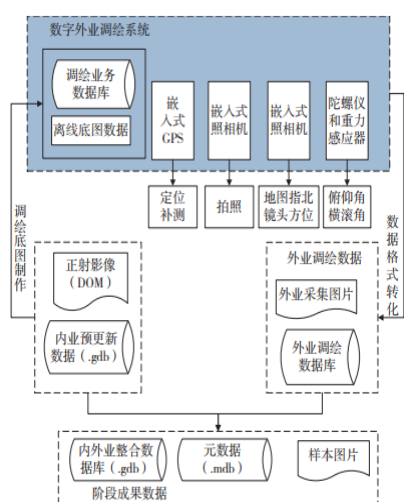 数字外业调绘系统
调绘业务
数据库
离线底图数据
嵌
入式
GPS
嵌入式
照相机
嵌入式
照相机
陀螺仪
和重力
感应器
定位
补测
拍照
地图指北
镜头方位
俯仰角
横滚角
调绘底图制作
数据格式转化
正射影像
（DOM）
内业预更新
数据（.gdb）
外业调绘数据
外业采集图片
外业调绘
数据库
内外业整合数
据库（.gdb）
元数据
（.mdb）
样本图片
阶段成果数据